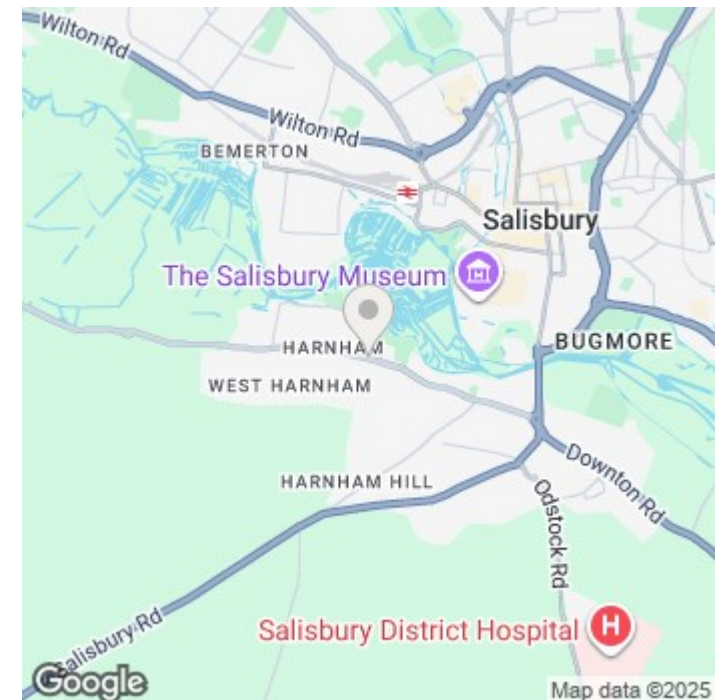 Wilton Rd
Wilton Rd
BEMERTON
Salisbury
The Salisbury Museum
HARNHAM
BUGMORE
WEST HARNHAM
HARNHAM HILL
Downton Rd
Odstock Rd
Salisbury Rd
Salisbury District Hospital
H
Google
Map data ©2025